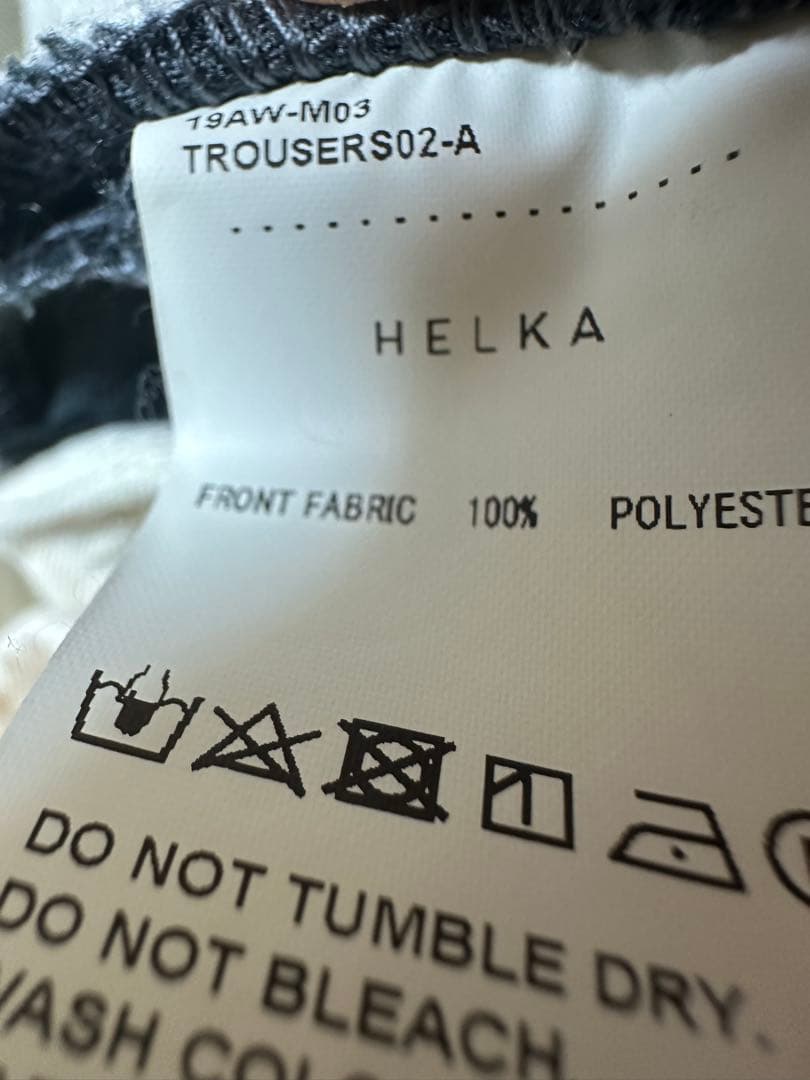 19AW-M03
TROUSERS02-A
HELKA
FRONT FABRIC 100% POLYESTE
DO NOT TUMBLE DRY.
DO NOT BLEACH